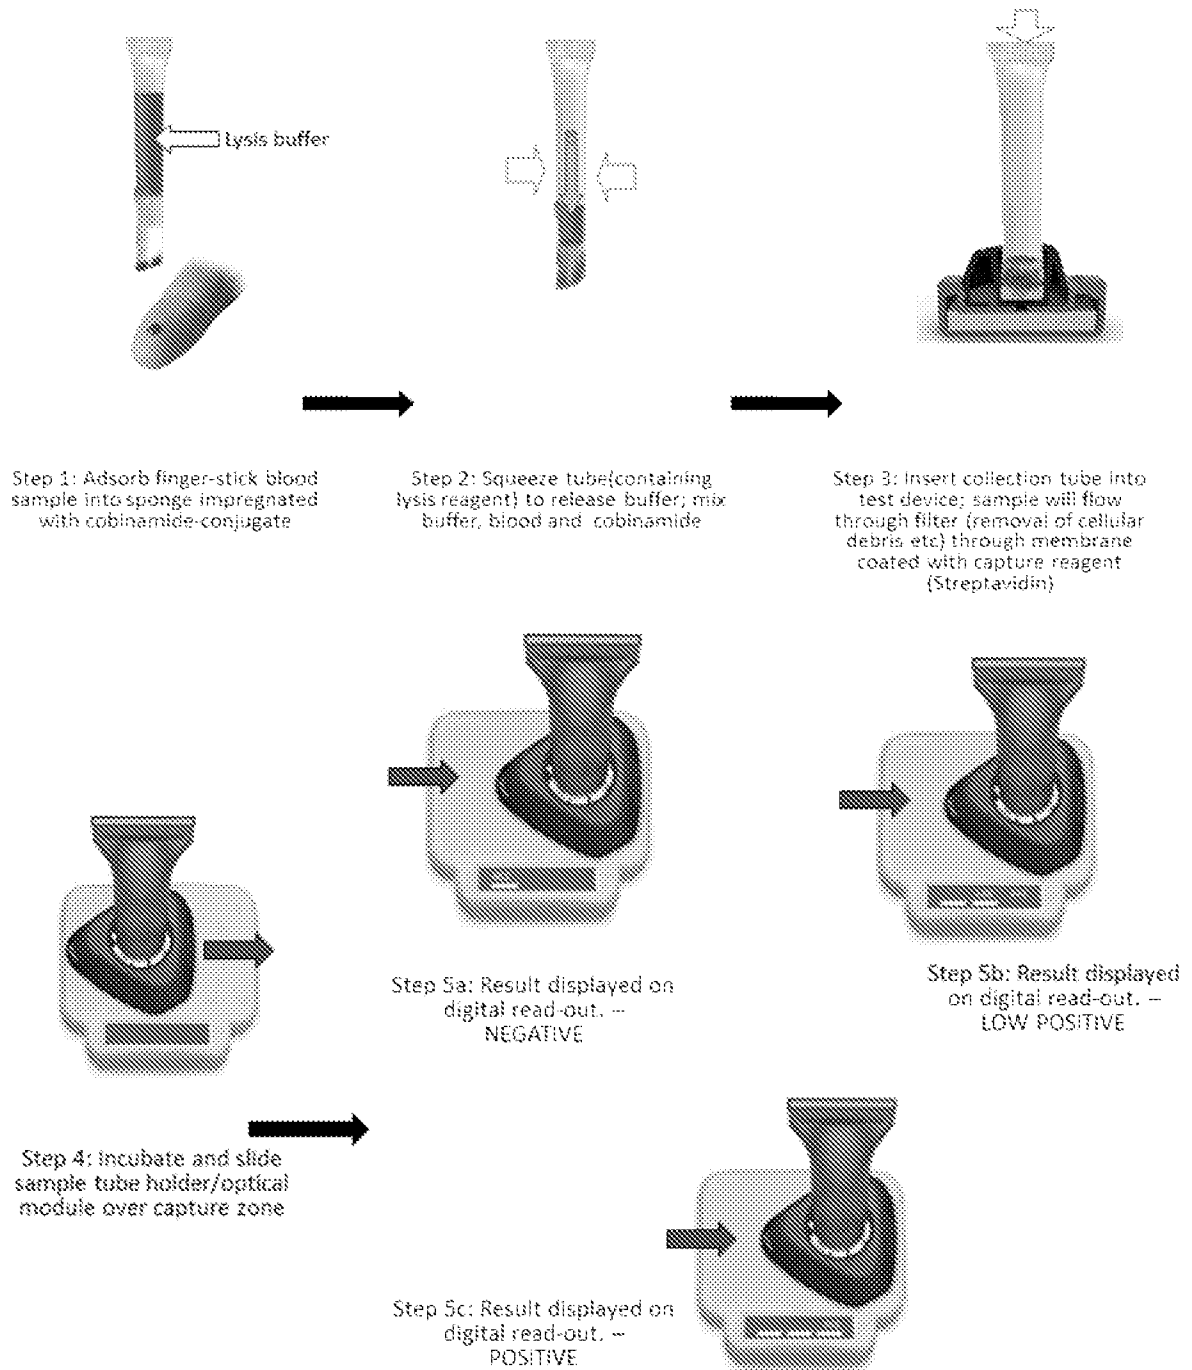 Lysis buffer
Step 1: Adsorb finger-stick blood
sample into sponge impregnated
with cobinamide-conjugate
Step 2: Squeeze tube(containing
lysis reagent) to release buffer; mix
buffer, blood and cobinamide
Step 3: Insert collection tube into
test device; sample will flow
through filter (removal of cellular
debris etc) through membrane
coated with capture reagent
(Streptavidin)
Step 4: Incubate and slide
sample tube holder/optical
module over capture zone
Step 5a: Result displayed on
digital read-out. –
NEGATIVE
Step 5b: Result displayed
on digital read-out. –
LOW POSITIVE
Step 5c: Result displayed on
digital read-out. –
POSITIVE